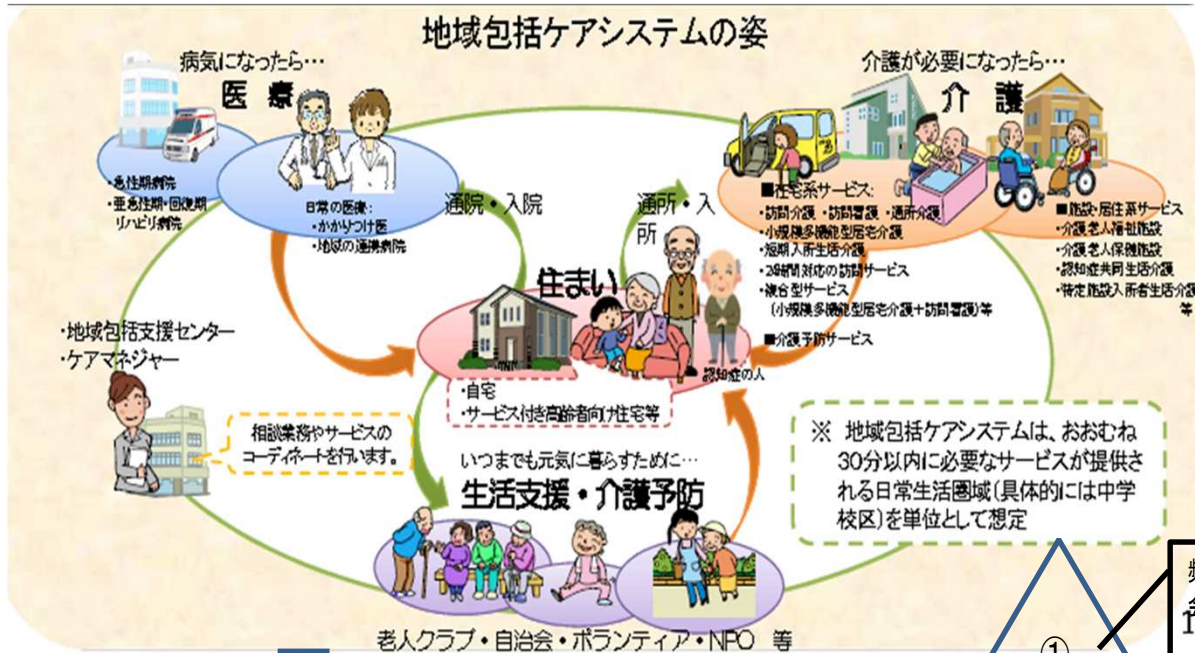 地域包括ケアシステムの姿
病気になったら…
医 療
・急性期病院
・亜急性期・回復期
リハビリ病院
日常の医療:
・かかりつけ医
・地域の連携病院
通院・入院
通所・入
所
介護が必要になったら…
介 護
■在宅系サービス:
・訪問介護 ・訪問看護 ・通所介護
・小規模多機能型居宅介護
・短期入所生活介護
・24時間対応の訪問サービス
・複合型サービス
(小規模多機能型居宅介護+訪問看護)等
■介護予防サービス
■施設・居住系サービス
・介護老人福祉施設
・介護老人保健施設
・認知症共同生活介護
・特定施設入所者生活介護
等
住まい
認知症の人
・自宅
・サービス付き高齢者向け住宅等
・地域包括支援センター
・ケアマネジャー
相談業務やサービスの
コーディネートを行います。
いつまでも元気に暮らすために…
生活支援・介護予防
老人クラブ・自治会・ボランティア・NPO 等
※ 地域包括ケアシステムは、おおむね
30分以内に必要なサービスが提供さ
れる日常生活圏域(具体的には中学
校区)を単位として想定
①